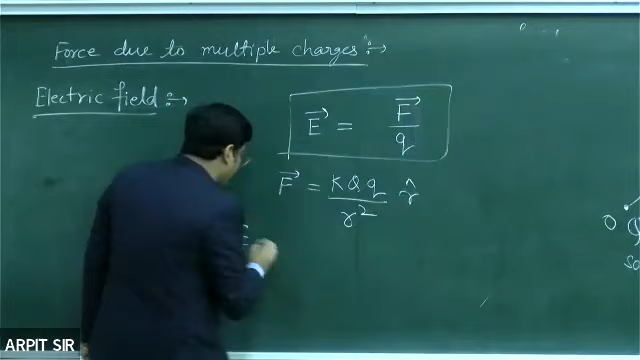 Force due to multiple charges :→
Electric field :→
E⃗ = F⃗/q
F⃗ = KQq/r² r̂
E
O
ARPIT SIR